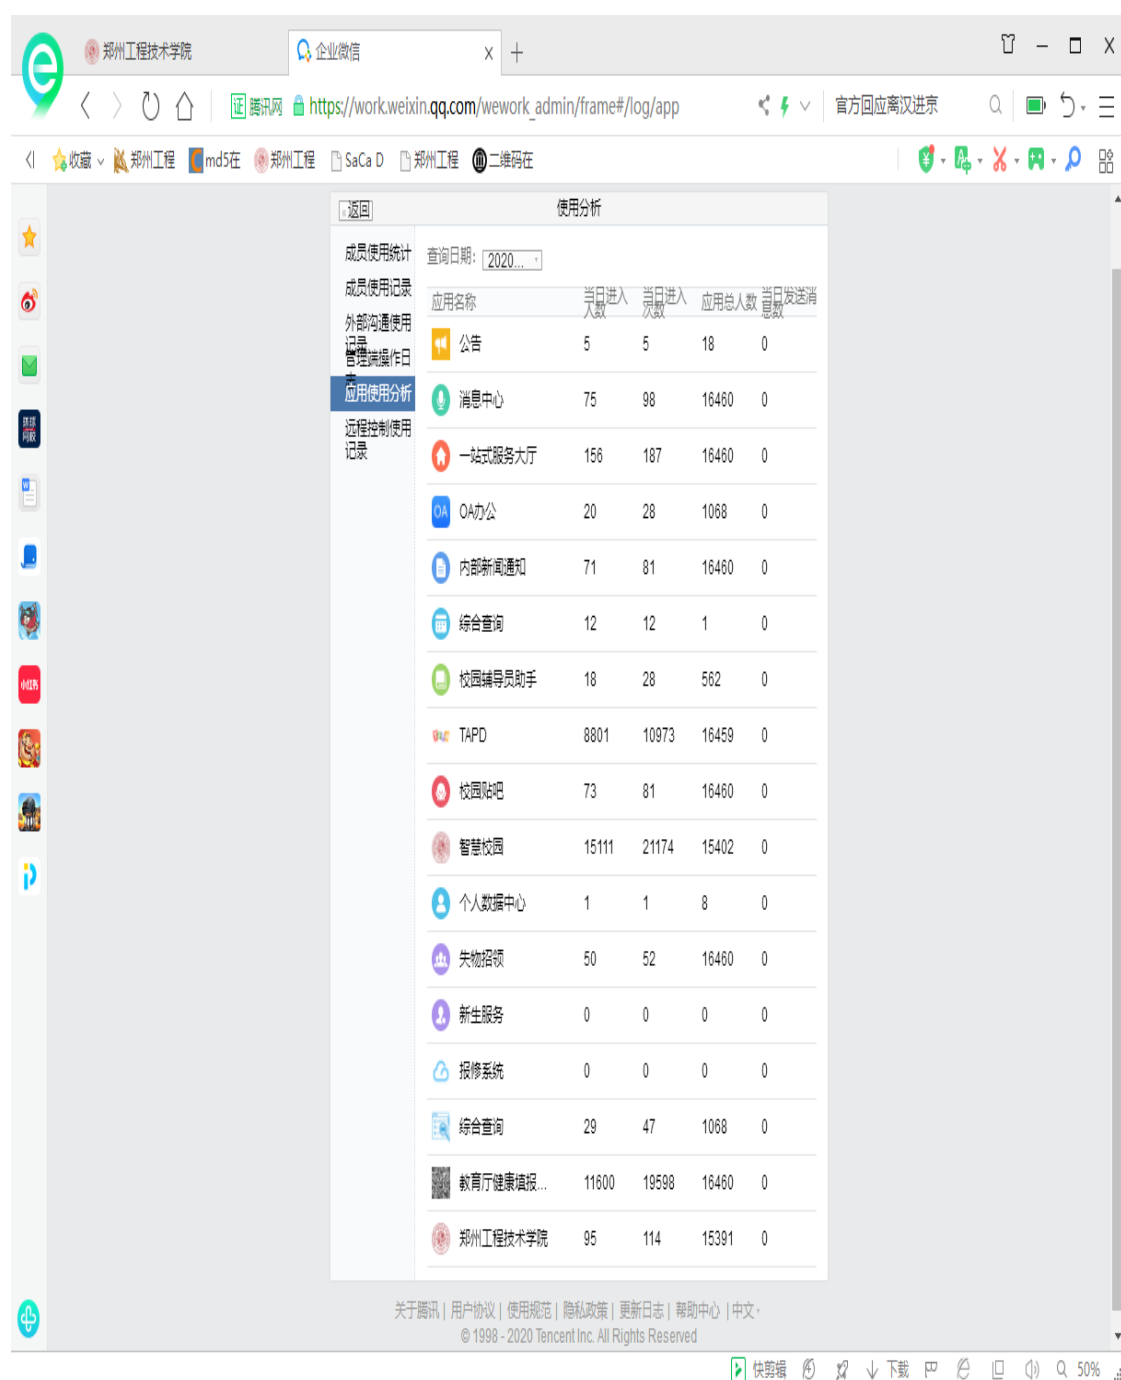 郑州工程技术学院
企业微信
证 腾讯网 https://work.weixin.qq.com/wework_admin/frame#/log/app
官方回应离汉进京
收藏 郑州工程 md5在 郑州工程 SaCa D 郑州工程 二维码在
返回
使用分析
成员使用统计
成员使用记录
外部沟通使用
记录
管理端操作日
志
应用使用分析
远程控制使用
记录
查询日期: 2020...
应用名称 当日进入人数 当日进入次数 应用总人数 当日发送消息数
公告 5 5 18 0
消息中心 75 98 16460 0
一站式服务大厅 156 187 16460 0
OA OA办公 20 28 1068 0
内部新闻通知 71 81 16460 0
综合查询 12 12 1 0
校园辅导员助手 18 28 562 0
TAPD 8801 10973 16459 0
校园贴吧 73 81 16460 0
智慧校园 15111 21174 15402 0
个人数据中心 1 1 8 0
失物招领 50 52 16460 0
新生服务 0 0 0 0
报修系统 0 0 0 0
综合查询 29 47 1068 0
教育厅健康填报... 11600 19598 16460 0
郑州工程技术学院 95 114 15391 0
关于腾讯 | 用户协议 | 使用规范 | 隐私政策 | 更新日志 | 帮助中心 | 中文
© 1998 - 2020 Tencent Inc. All Rights Reserved
快剪辑 下载 50%